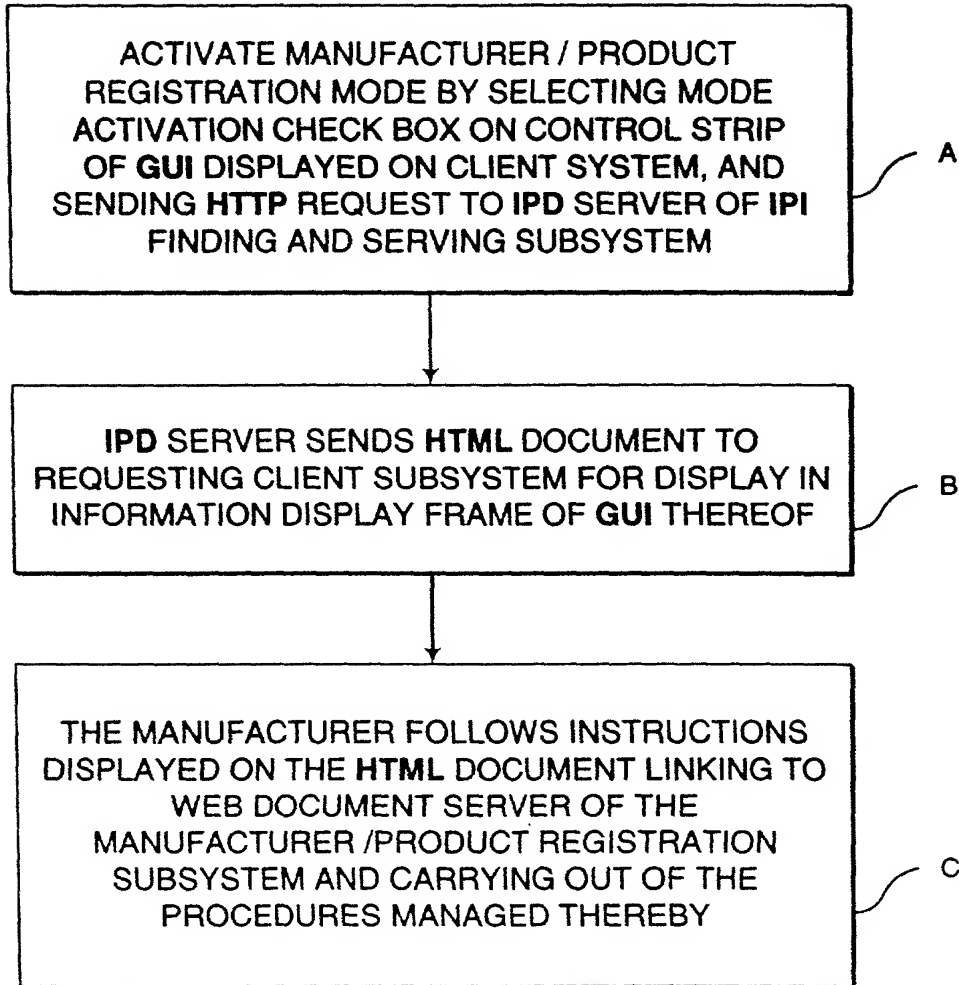 ACTIVATE MANUFACTURER / PRODUCT
REGISTRATION MODE BY SELECTING MODE
ACTIVATION CHECK BOX ON CONTROL STRIP
OF GUI DISPLAYED ON CLIENT SYSTEM, AND
SENDING HTTP REQUEST TO IPD SERVER OF IPI
FINDING AND SERVING SUBSYSTEM
A
IPD SERVER SENDS HTML DOCUMENT TO
REQUESTING CLIENT SUBSYSTEM FOR DISPLAY IN
INFORMATION DISPLAY FRAME OF GUI THEREOF
B
THE MANUFACTURER FOLLOWS INSTRUCTIONS
DISPLAYED ON THE HTML DOCUMENT LINKING TO
WEB DOCUMENT SERVER OF THE
MANUFACTURER /PRODUCT REGISTRATION
SUBSYSTEM AND CARRYING OUT OF THE
PROCEDURES MANAGED THEREBY
C